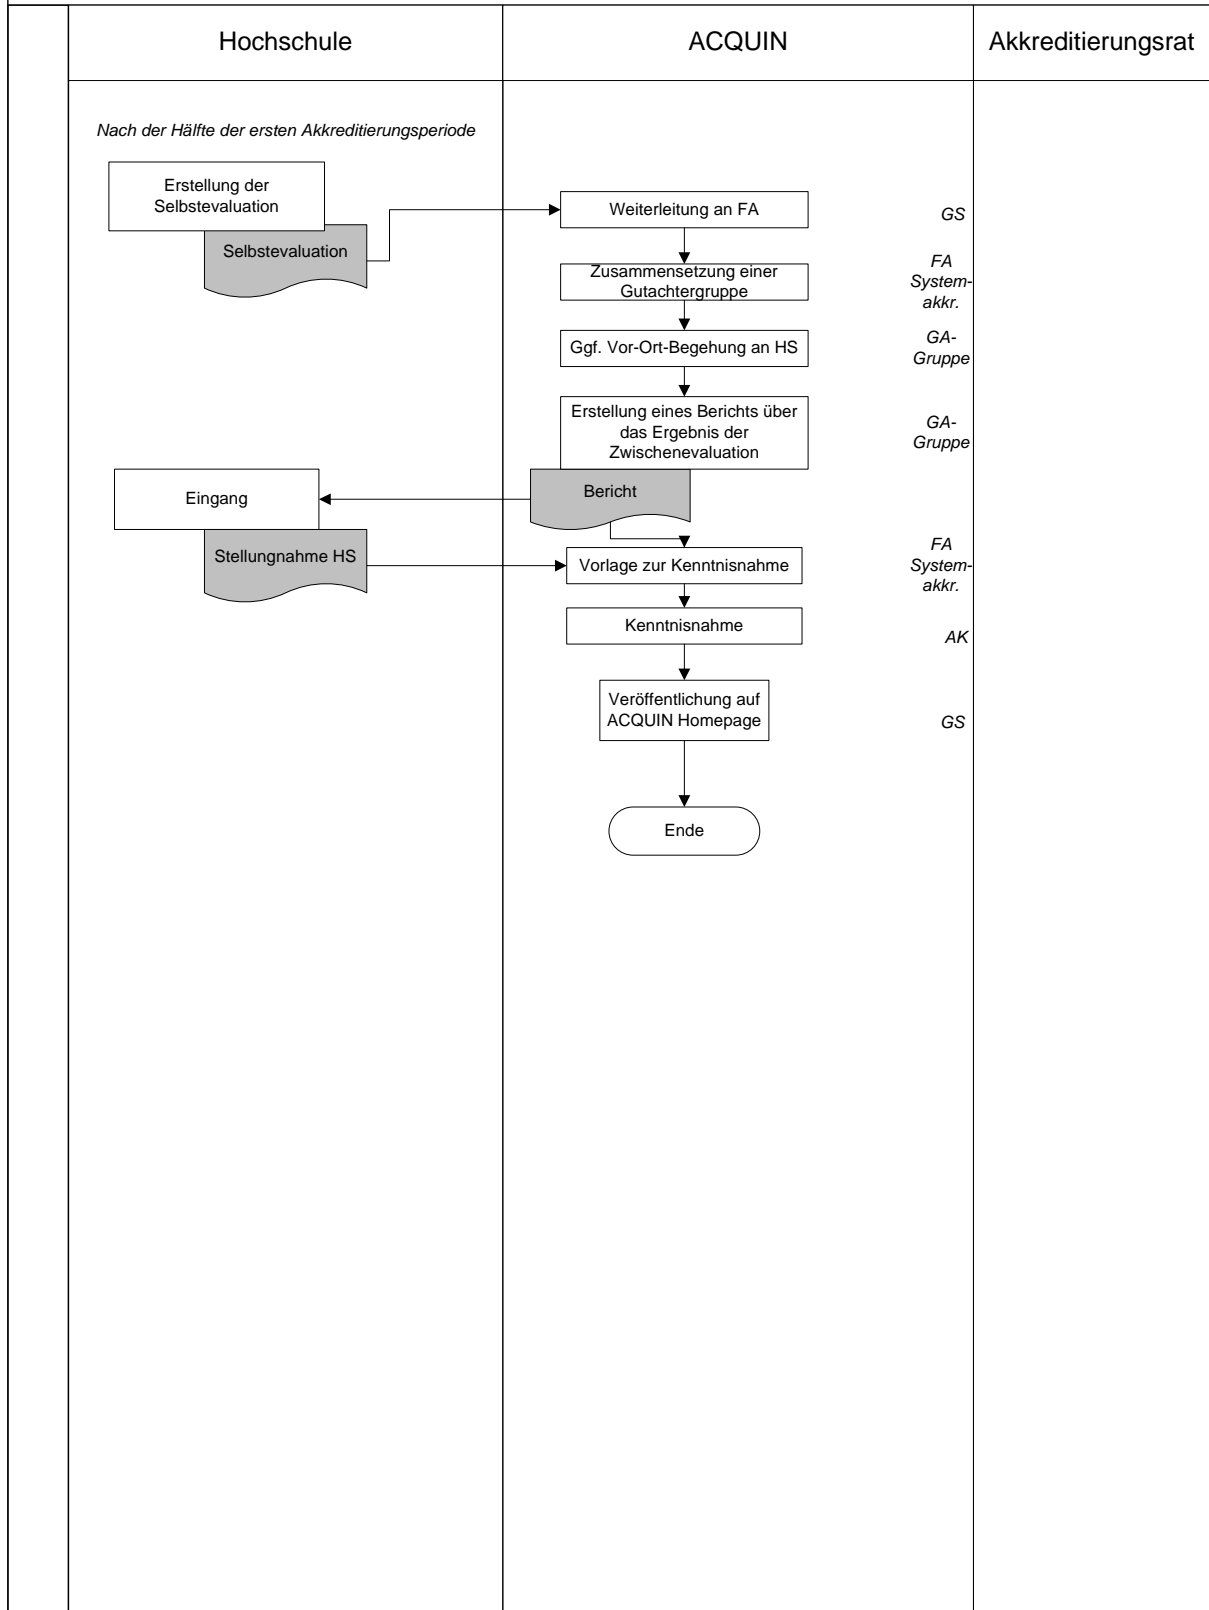 Hochschule
ACQUIN
Akkreditierungsrat
Nach der Hälfte der ersten Akkreditierungsperiode
Erstellung der
Selbstevaluation
Selbstevaluation
Weiterleitung an FA
GS
Zusammensetzung einer
Gutachtergruppe
FA
System-
akkr.
Ggf. Vor-Ort-Begehung an HS
GA-
Gruppe
Erstellung eines Berichts über
das Ergebnis der
Zwischenevaluation
GA-
Gruppe
Bericht
Eingang
Stellungnahme HS
Vorlage zur Kenntnisnahme
FA
System-
akkr.
Kenntnisnahme
AK
Veröffentlichung auf
ACQUIN Homepage
GS
Ende